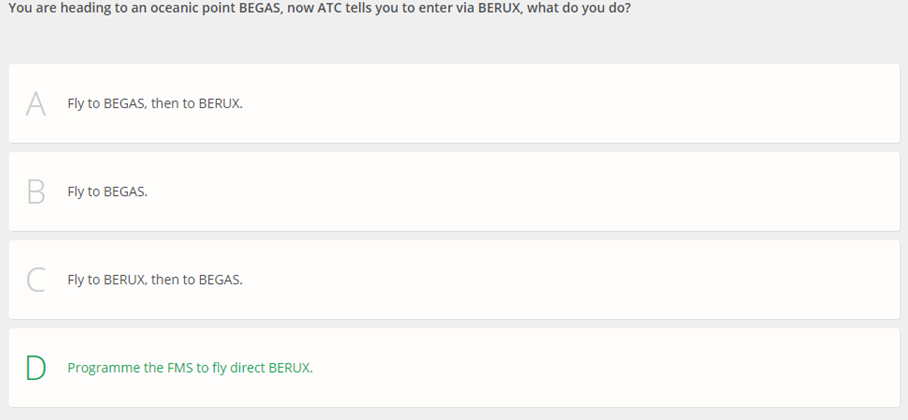 You are heading to an oceanic point BEGAS, now ATC tells you to enter via BERUX, what do you do?
A Fly to BEGAS, then to BERUX.
B Fly to BEGAS.
C Fly to BERUX, then to BEGAS.
D Programme the FMS to fly direct BERUX.